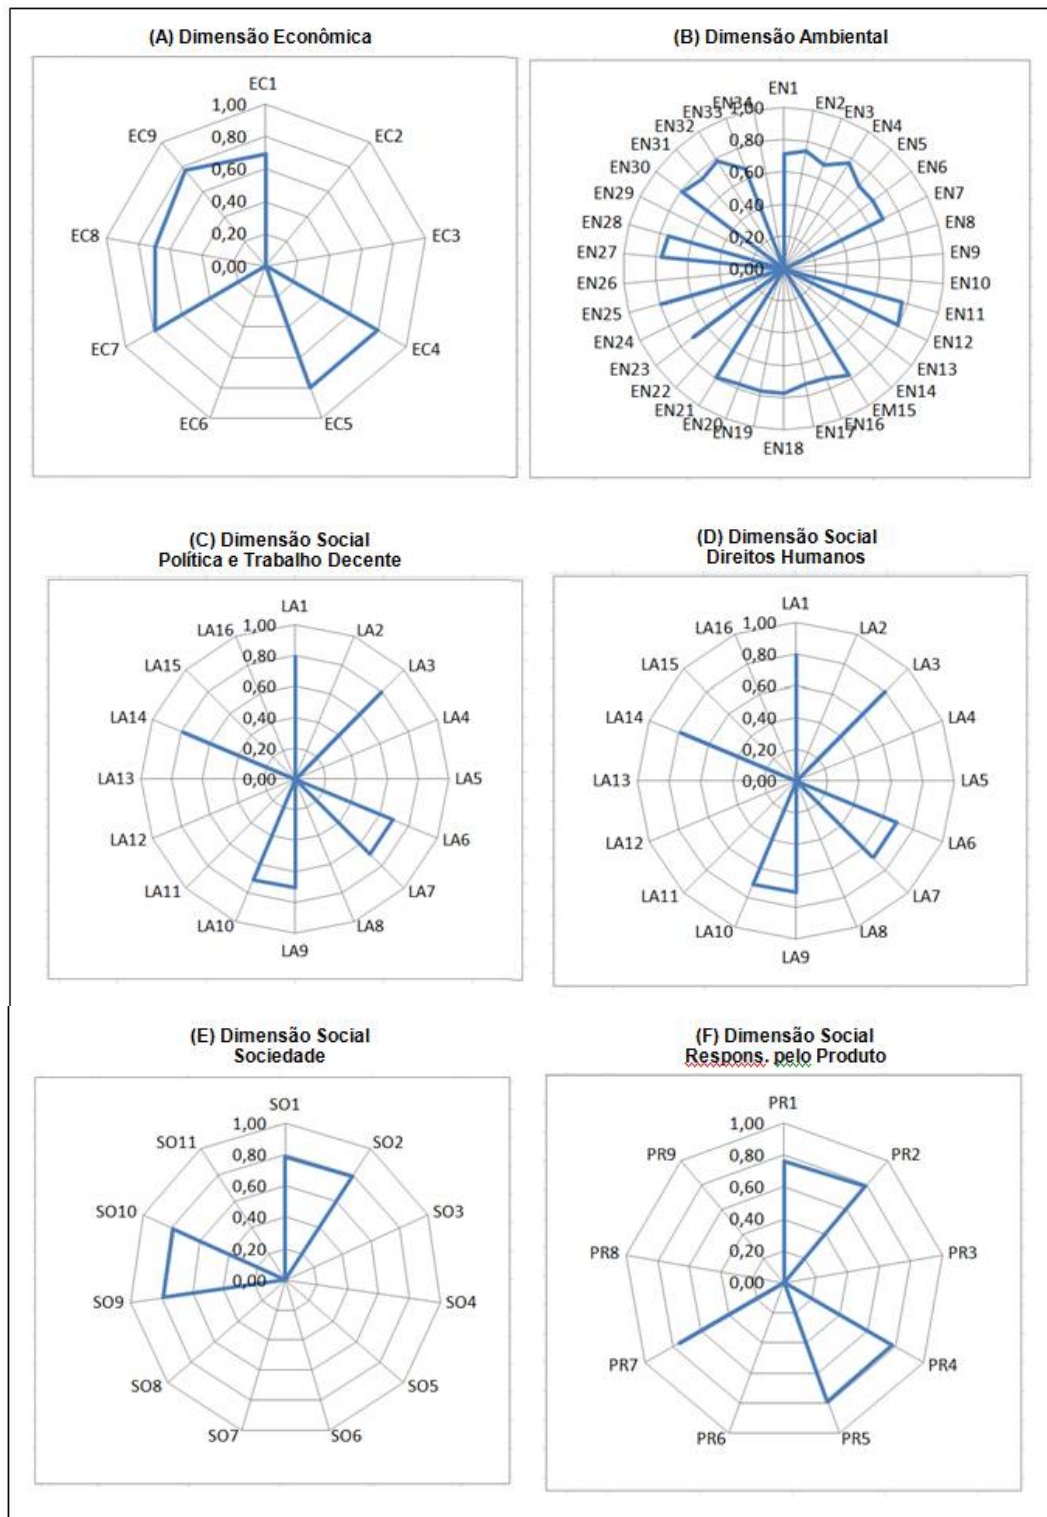 (A) Dimensão Econômica
EC1
EC2
EC3
EC4
EC5
EC6
EC7
EC8
EC9
1,00
0,80
0,60
0,40
0,20
0,00
(B) Dimensão Ambiental
EN1
EN2
EN3
EN4
EN5
EN6
EN7
EN8
EN9
EN10
EN11
EN12
EN13
EN14
EM15
EN16
EN17
EN18
EN19
EN20
EN21
EN22
EN23
EN24
EN25
EN26
EN27
EN28
EN29
EN30
EN31
EN32
EN33
EN34
1,00
0,80
0,60
0,40
0,20
0,00
(C) Dimensão Social
Política e Trabalho Decente
LA1
LA2
LA3
LA4
LA5
LA6
LA7
LA8
LA9
LA10
LA11
LA12
LA13
LA14
LA15
LA16
1,00
0,80
0,60
0,40
0,20
0,00
(D) Dimensão Social
Direitos Humanos
LA1
LA2
LA3
LA4
LA5
LA6
LA7
LA8
LA9
LA10
LA11
LA12
LA13
LA14
LA15
LA16
1,00
0,80
0,60
0,40
0,20
0,00
(E) Dimensão Social
Sociedade
SO1
SO2
SO3
SO4
SO5
SO6
SO7
SO8
SO9
SO10
SO11
1,00
0,80
0,60
0,40
0,20
0,00
(F) Dimensão Social
Respons. pelo Produto
PR1
PR2
PR3
PR4
PR5
PR6
PR7
PR8
PR9
1,00
0,80
0,60
0,40
0,20
0,00